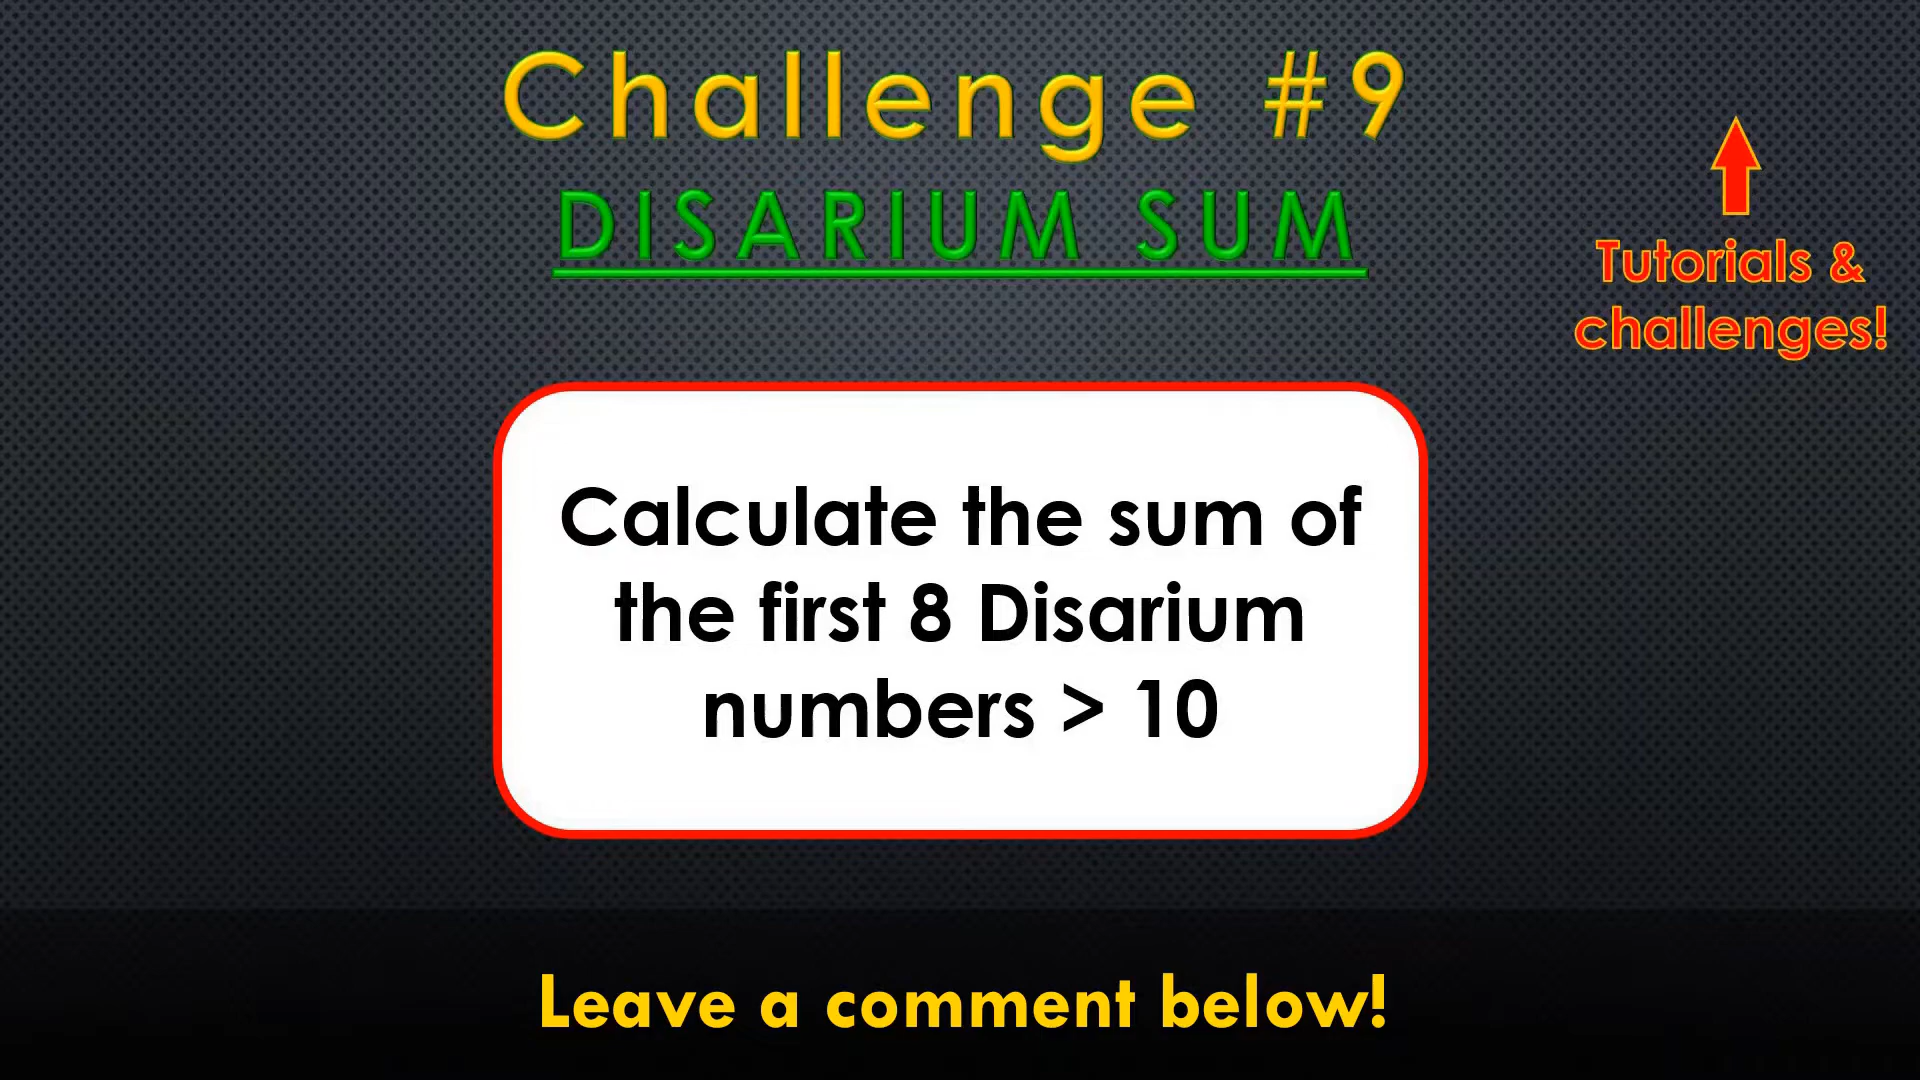 Challenge #9
DISARIUM SUM
Tutorials &
challenges!
Calculate the sum of
the first 8 Disarium
numbers > 10
Leave a comment below!